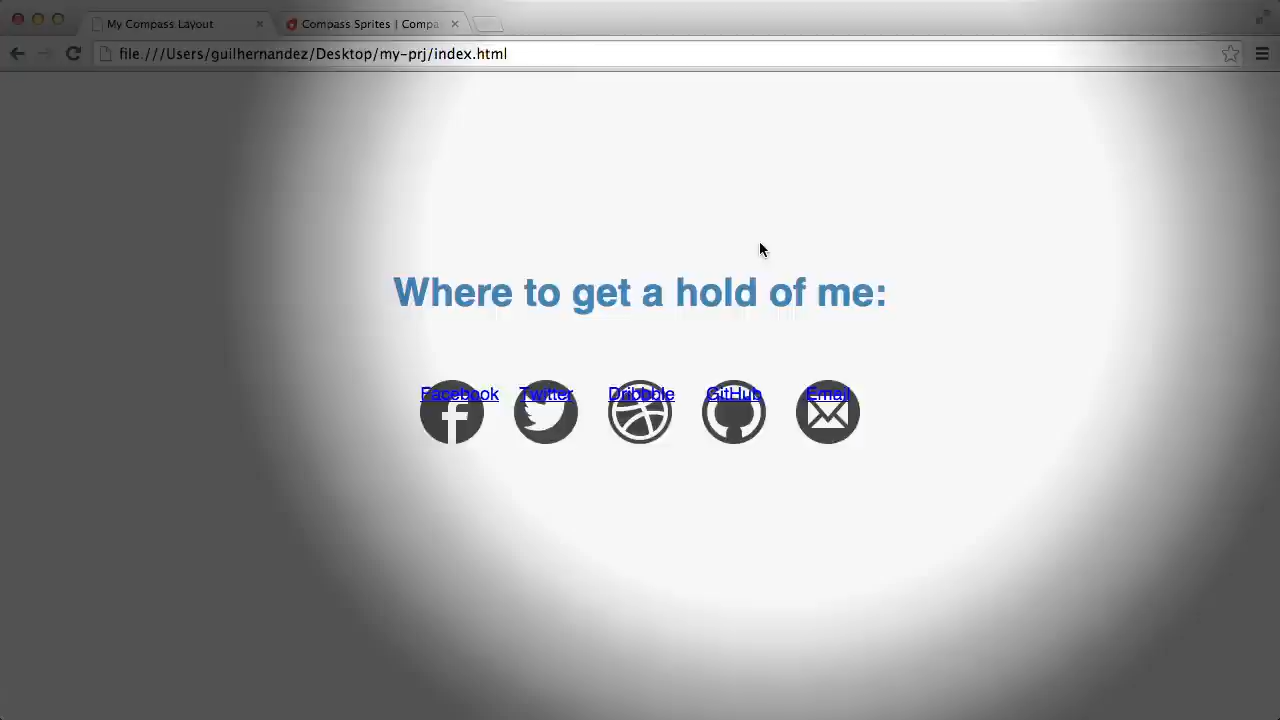 My Compass Layout
Compass Sprites | Compa
file:///Users/guilhernandez/Desktop/my-prj/index.html
Where to get a hold of me:
Facebook Twitter Dribbble GitHub Email